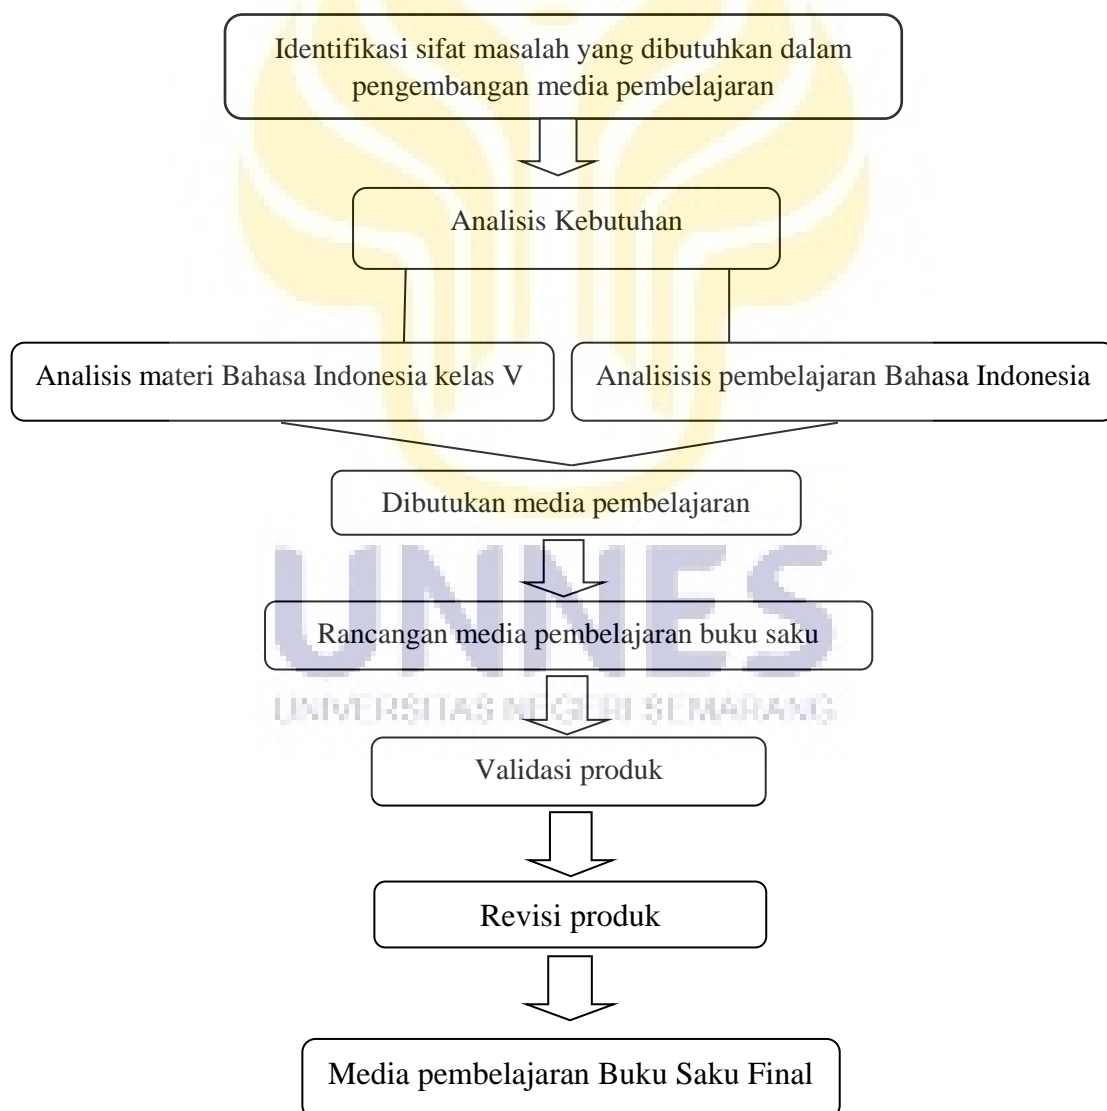 Identifikasi sifat masalah yang dibutuhkan dalam
pengembangan media pembelajaran
Analisis Kebutuhan
Analisis materi Bahasa Indonesia kelas V
Analisisis pembelajaran Bahasa Indonesia
Dibutukan media pembelajaran
UNNES
Rancangan media pembelajaran buku saku
UNIVERSITAS NEGERI SEMARANG
Validasi produk
Revisi produk
Media pembelajaran Buku Saku Final